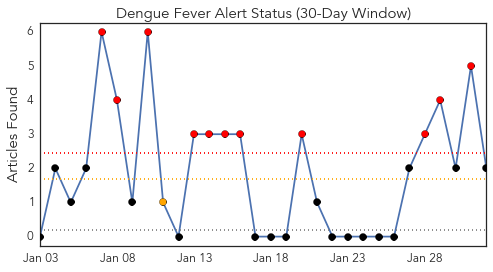 Dengue Fever Alert Status (30-Day Window)
Articles Found
6
5
4
3
2
1
0
Jan 03 Jan 08 Jan 13 Jan 18 Jan 23 Jan 28